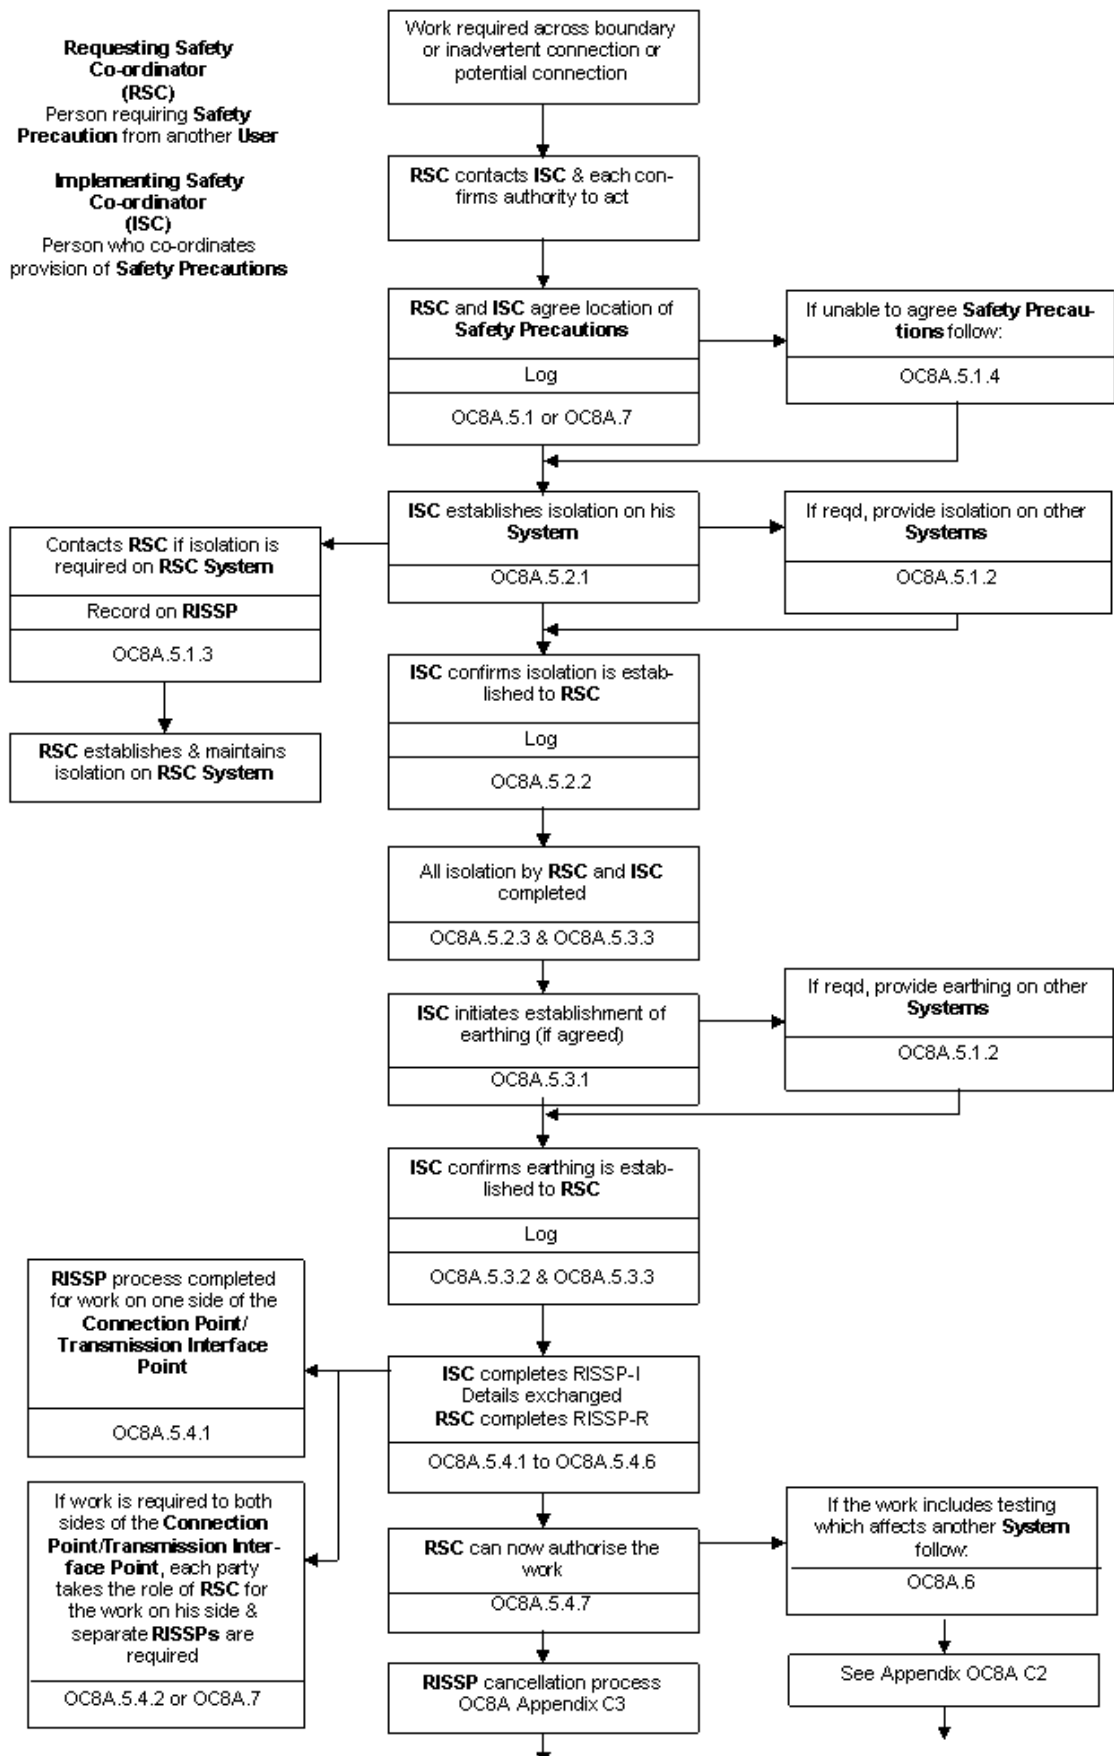 Requesting Safety
Co-ordinator
(RSC)
Person requiring Safety
Precaution from another User
Implementing Safety
Co-ordinator
(ISC)
Person who co-ordinates
provision of Safety Precautions
Work required across boundary
or inadvertent connection or
potential connection
RSC contacts ISC & each con-
firms authority to act
RSC and ISC agree location of
Safety Precautions
Log
OC8A.5.1 or OC8A.7
If unable to agree Safety Precau-
tions follow:
OC8A.5.1.4
ISC establishes isolation on his
System
OC8A.5.2.1
If reqd, provide isolation on other
Systems
OC8A.5.1.2
Contacts RSC if isolation is
required on RSC System
Record on RISSP
OC8A.5.1.3
RSC establishes & maintains
isolation on RSC System
ISC confirms isolation is estab-
lished to RSC
Log
OC8A.5.2.2
All isolation by RSC and ISC
completed
OC8A.5.2.3 & OC8A.5.3.3
ISC initiates establishment of
earthing (if agreed)
OC8A.5.3.1
If reqd, provide earthing on other
Systems
OC8A.5.1.2
ISC confirms earthing is estab-
lished to RSC
Log
OC8A.5.3.2 & OC8A.5.3.3
RISSP process completed
for work on one side of the
Connection Point/
Transmission Interface
Point
OC8A.5.4.1
ISC completes RISSP-I
Details exchanged
RSC completes RISSP-R
OC8A.5.4.1 to OC8A.5.4.6
If work is required to both
sides of the Connection
Point/Transmission Inter-
face Point, each party
takes the role of RSC for
the work on his side &
separate RISSPs are
required
OC8A.5.4.2 or OC8A.7
RSC can now authorise the
work
OC8A.5.4.7
If the work includes testing
which affects another System
follow:
OC8A.6
See Appendix OC8A C2
RISSP cancellation process
OC8A Appendix C3